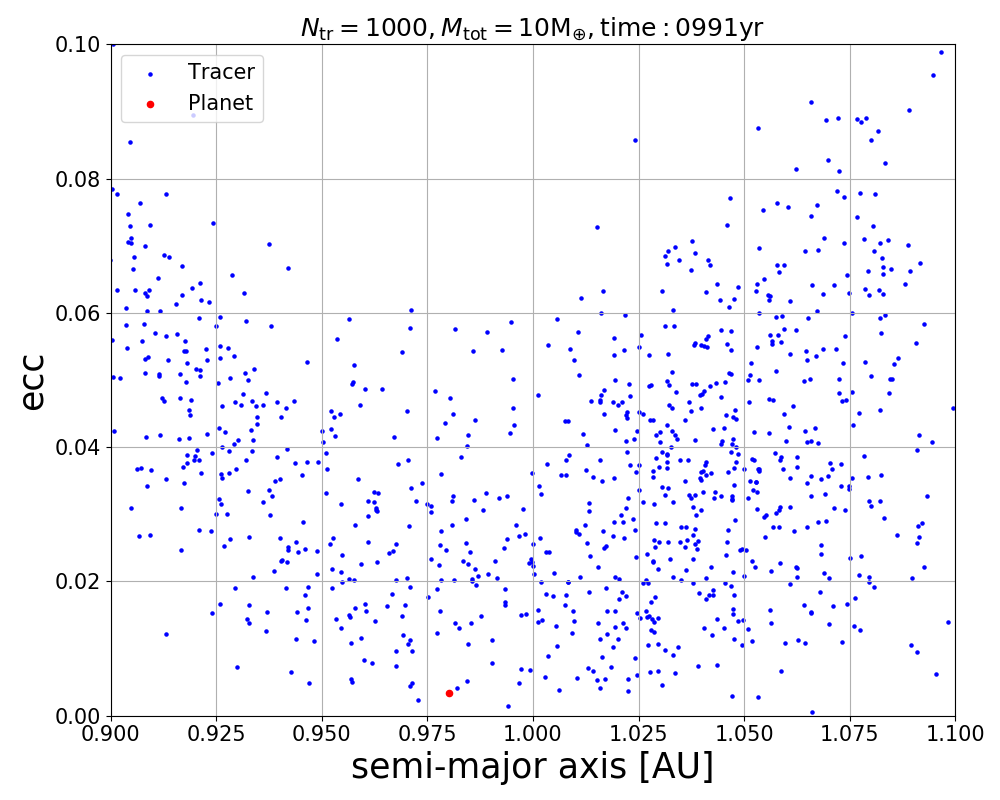 N_tr = 1000, M_tot = 10M_⊕, time : 0991yr
Tracer
Planet
0.10
0.08
0.06
0.04
0.02
0.00
ecc
0.900 0.925 0.950 0.975 1.000 1.025 1.050 1.075 1.100
semi-major axis [AU]